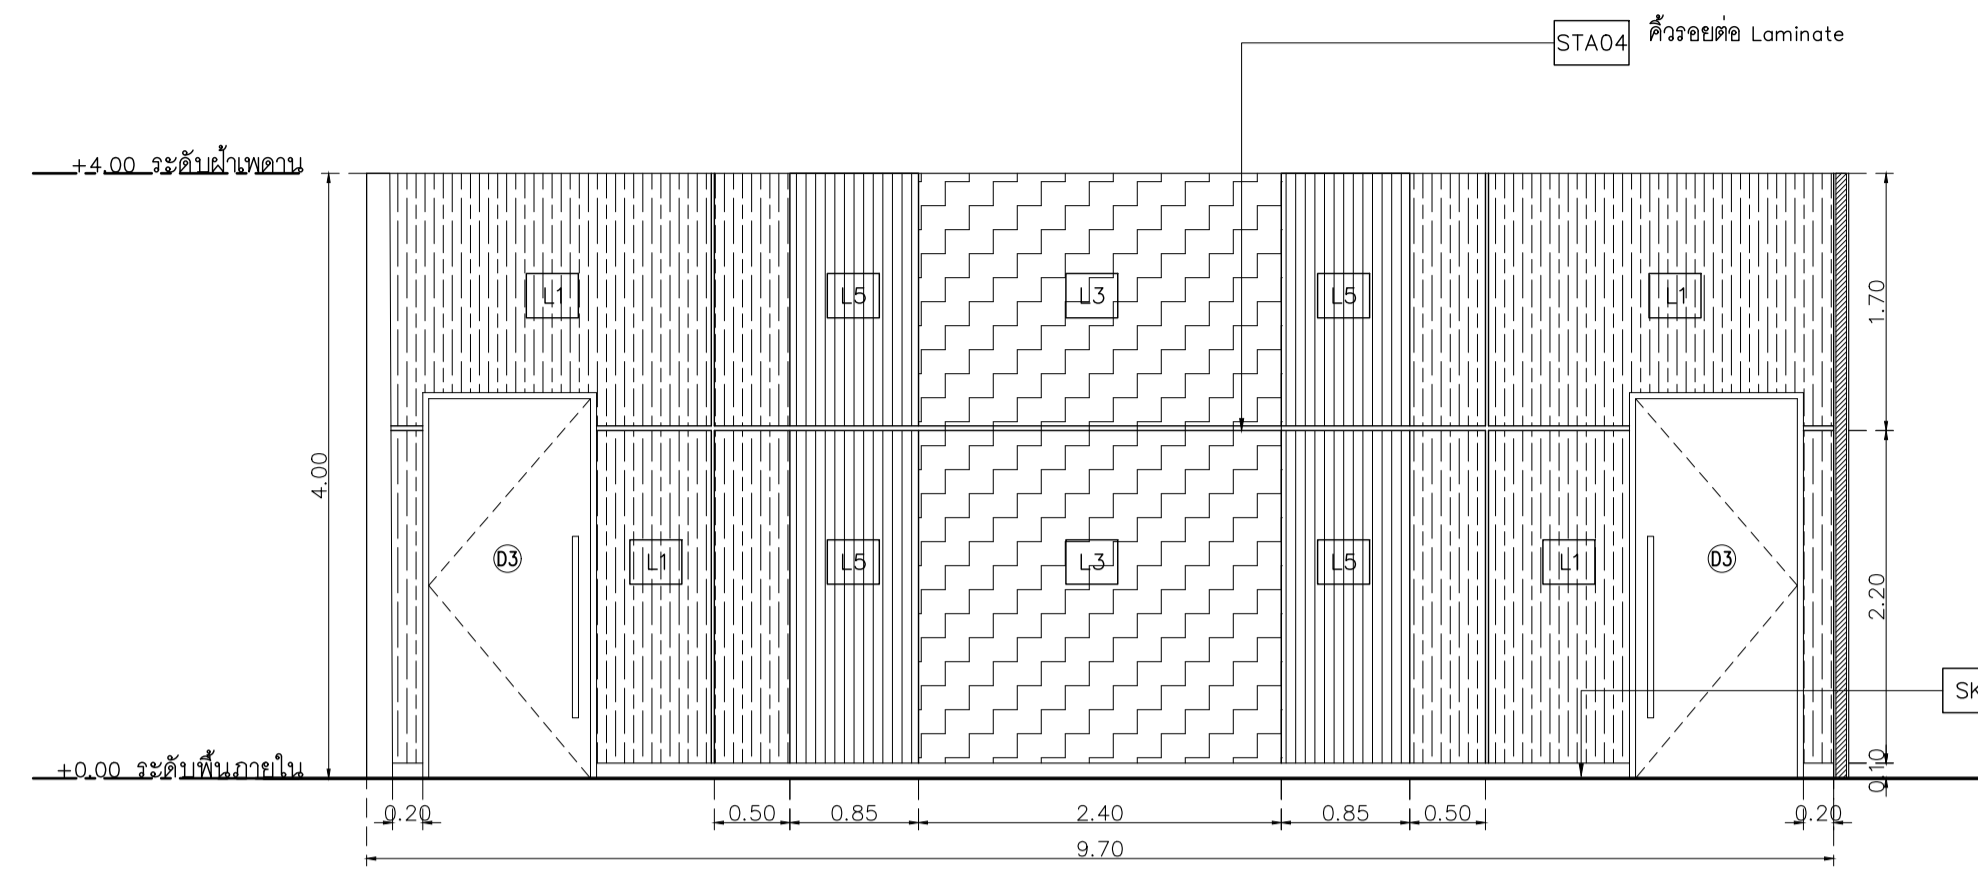 STA04 คิ้วรอยต่อ Laminate
+4.00 ระดับฝ้าเพดาน
L1 L5 L3 L5 L1
1.70
4.00
D3 L1 L5 L3 L5 L1 D3
2.20
SK
+0.00 ระดับพื้นภายใน
0.10
0.20 0.50 0.85 2.40 0.85 0.50 0.20
9.70